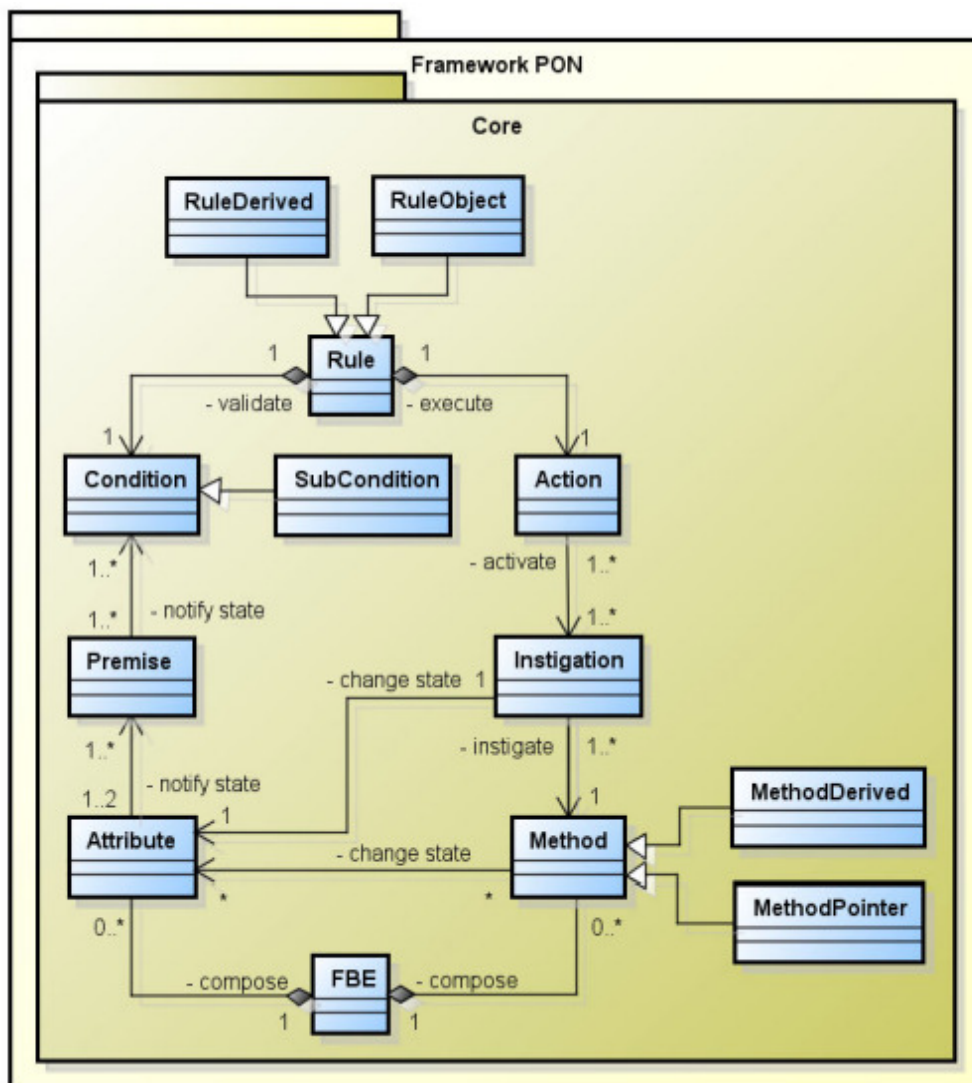 Framework PON
Core
RuleDerived
RuleObject
1
Rule
1
- validate
- execute
1
1
Condition
SubCondition
Action
1..*
- activate
1..*
1..*
- notify state
1..*
Premise
Instigation
- change state
1
1..*
- instigate
1..*
- notify state
1..2
1
1
MethodDerived
Attribute
- change state
Method
*
*
MethodPointer
0..*
0..*
- compose
FBE
- compose
1
1